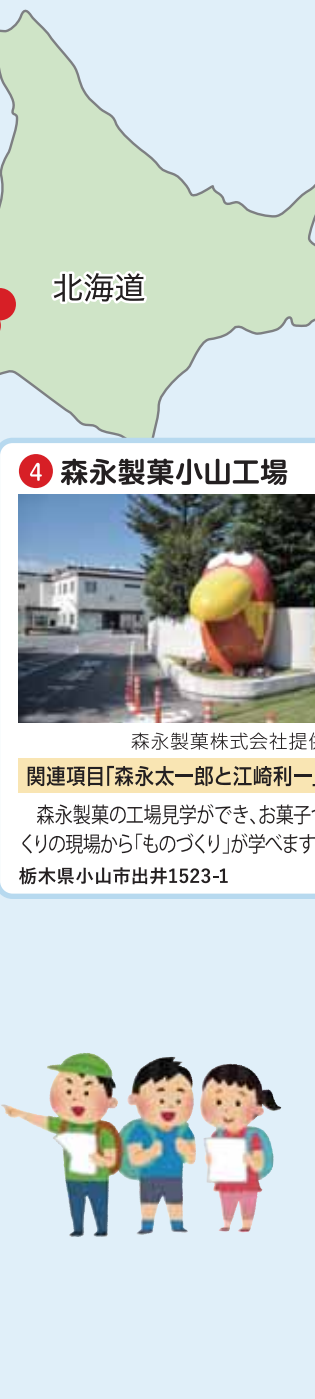 北海道
4 森永製菓小山工場
森永製菓株式会社提
関連項目「森永太一郎と江崎利一」
森永製菓の工場見学ができ、お菓子
くりの現場から「ものづくり」が学べます
栃木県小山市出井1523-1